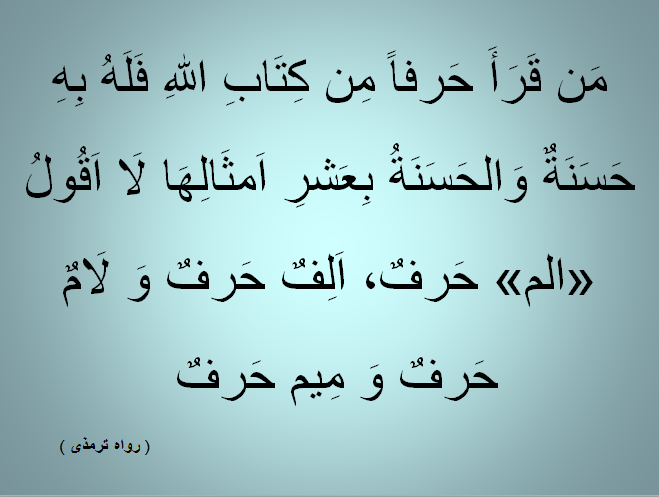 مَن قَرَأَ حَرفاً مِن كِتَابِ اللهِ فَلَهُ بِهِ
حَسَنَةٌ وَالحَسَنَةُ بِعَشرِ اَمثَالِهَا لَا اَقُولُ
«الم» حَرفٌ، اَلِفٌ حَرفٌ وَ لَامٌ
حَرفٌ وَ مِيم حَرفٌ
( رواه ترمذی )